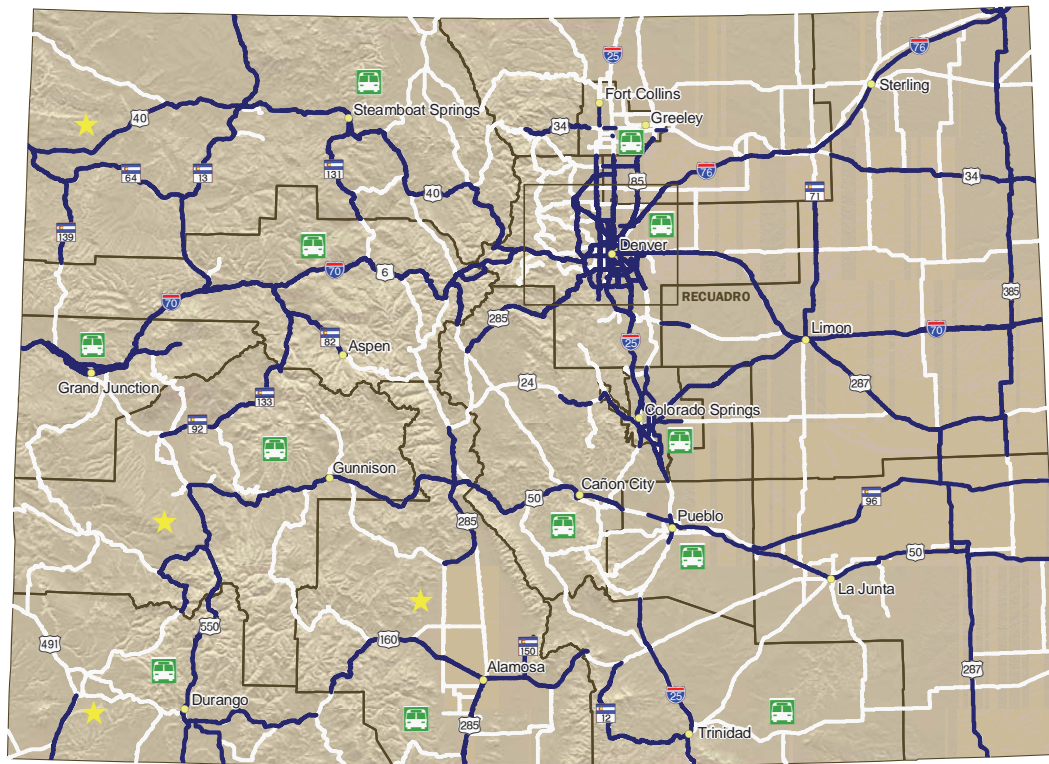 76
25
Sterling
Fort Collins
Steamboat Springs
40
34
Greeley
64
13
131
76
34
85
40
71
139
Denver
70
6
385
RECUADRO
70
285
Limon
70
25
82
Aspen
Grand Junction
24
287
133
Colorado Springs
92
Gunnison
Cañon City
96
50
285
Pueblo
50
La Junta
550
491
160
150
Alamosa
287
25
Durango
12
285
Trinidad